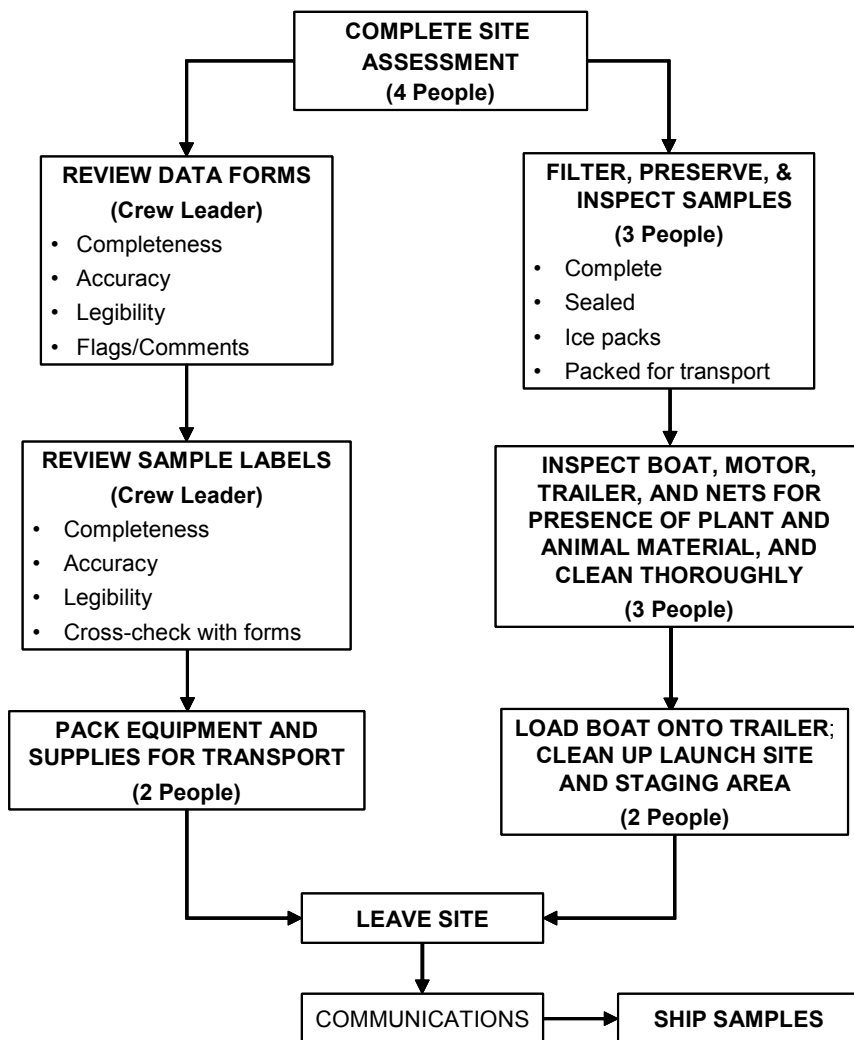 COMPLETE SITE
ASSESSMENT
(4 People)
REVIEW DATA FORMS
(Crew Leader)
• Completeness
• Accuracy
• Legibility
• Flags/Comments
FILTER, PRESERVE, &
INSPECT SAMPLES
(3 People)
• Complete
• Sealed
• Ice packs
• Packed for transport
REVIEW SAMPLE LABELS
(Crew Leader)
• Completeness
• Accuracy
• Legibility
• Cross-check with forms
INSPECT BOAT, MOTOR,
TRAILER, AND NETS FOR
PRESENCE OF PLANT AND
ANIMAL MATERIAL, AND
CLEAN THOROUGHLY
(3 People)
PACK EQUIPMENT AND
SUPPLIES FOR TRANSPORT
(2 People)
LOAD BOAT ONTO TRAILER;
CLEAN UP LAUNCH SITE
AND STAGING AREA
(2 People)
LEAVE SITE
COMMUNICATIONS
SHIP SAMPLES